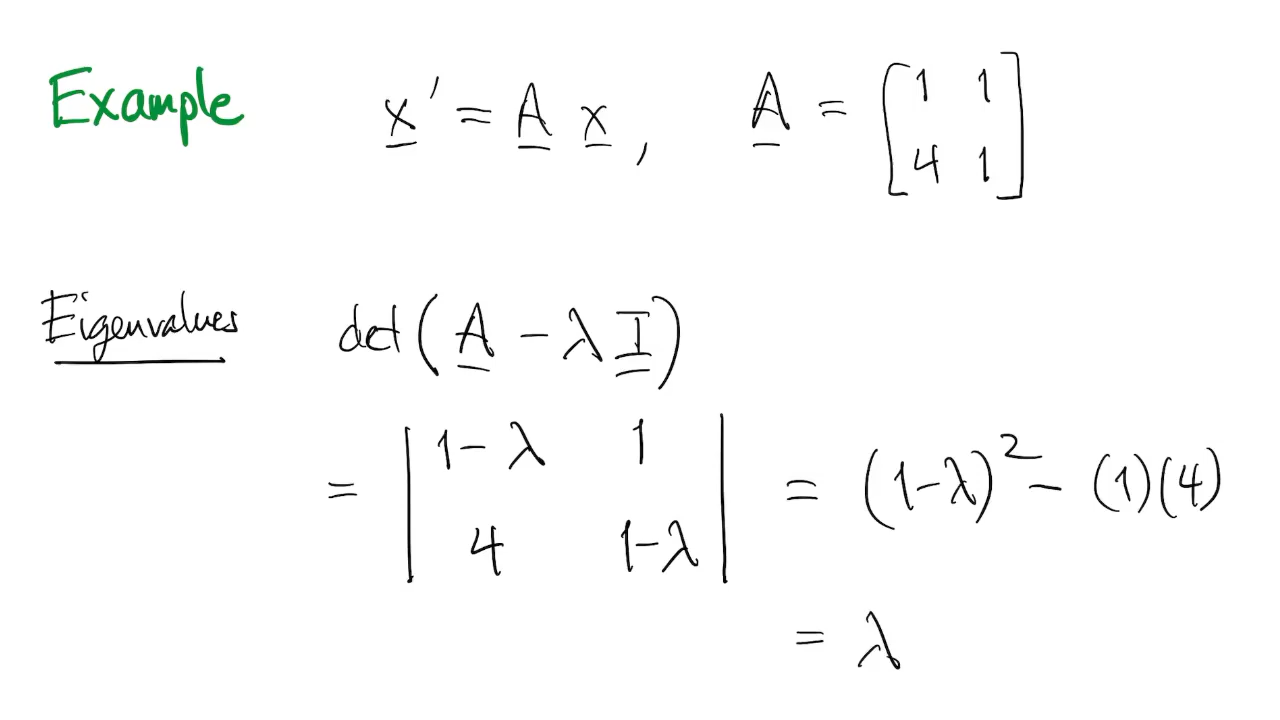 Example x' = A x, A = [1 1
4 1]
Eigenvalues det(A - λI)
= |1-λ 1
4 1-λ| = (1-λ)² - (1)(4)
= λ